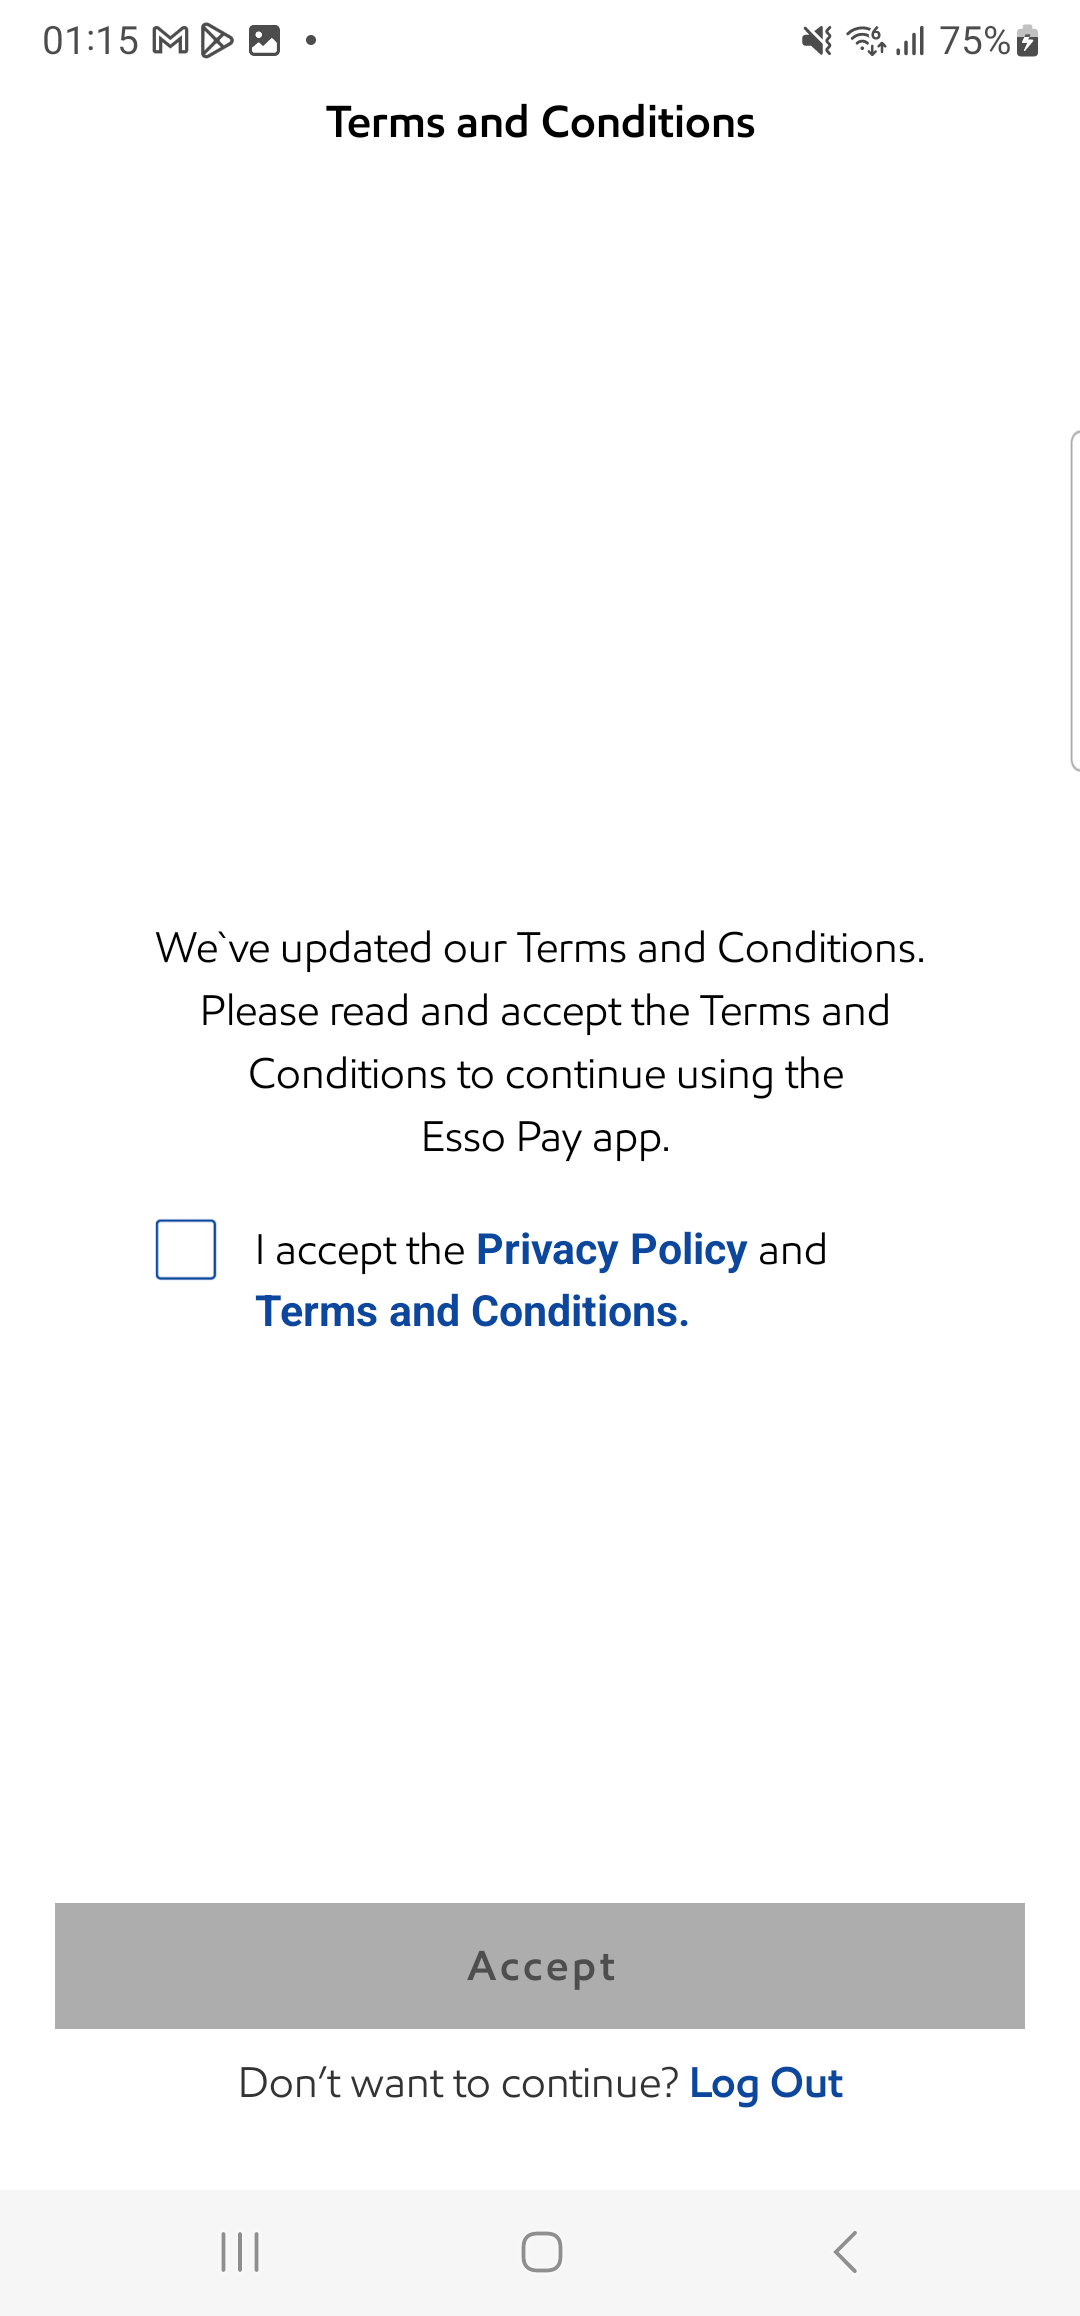 01:15
75%
Terms and Conditions
We`ve updated our Terms and Conditions.
Please read and accept the Terms and
Conditions to continue using the
Esso Pay app.
I accept the Privacy Policy and
Terms and Conditions.
Accept
Don’t want to continue? Log Out